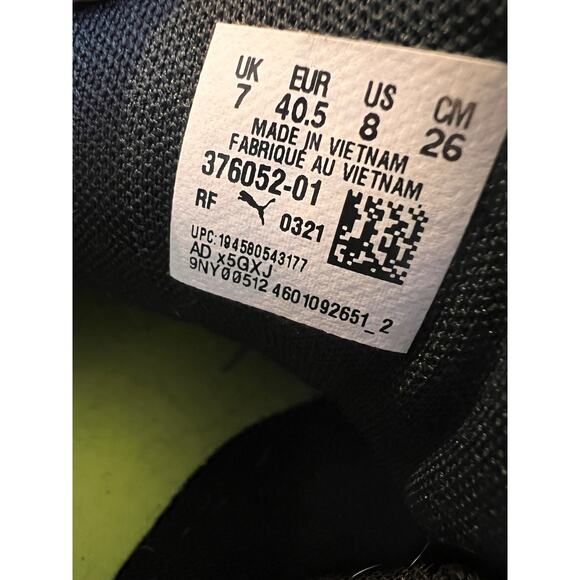 UK EUR US CM
7 40.5 8 26
MADE IN VIETNAM
FABRIQUÉ AU VIETNAM
376052-01
RF 0321
UPC:194580543177
AD x5GXJ
9NY00512 4601092651_2